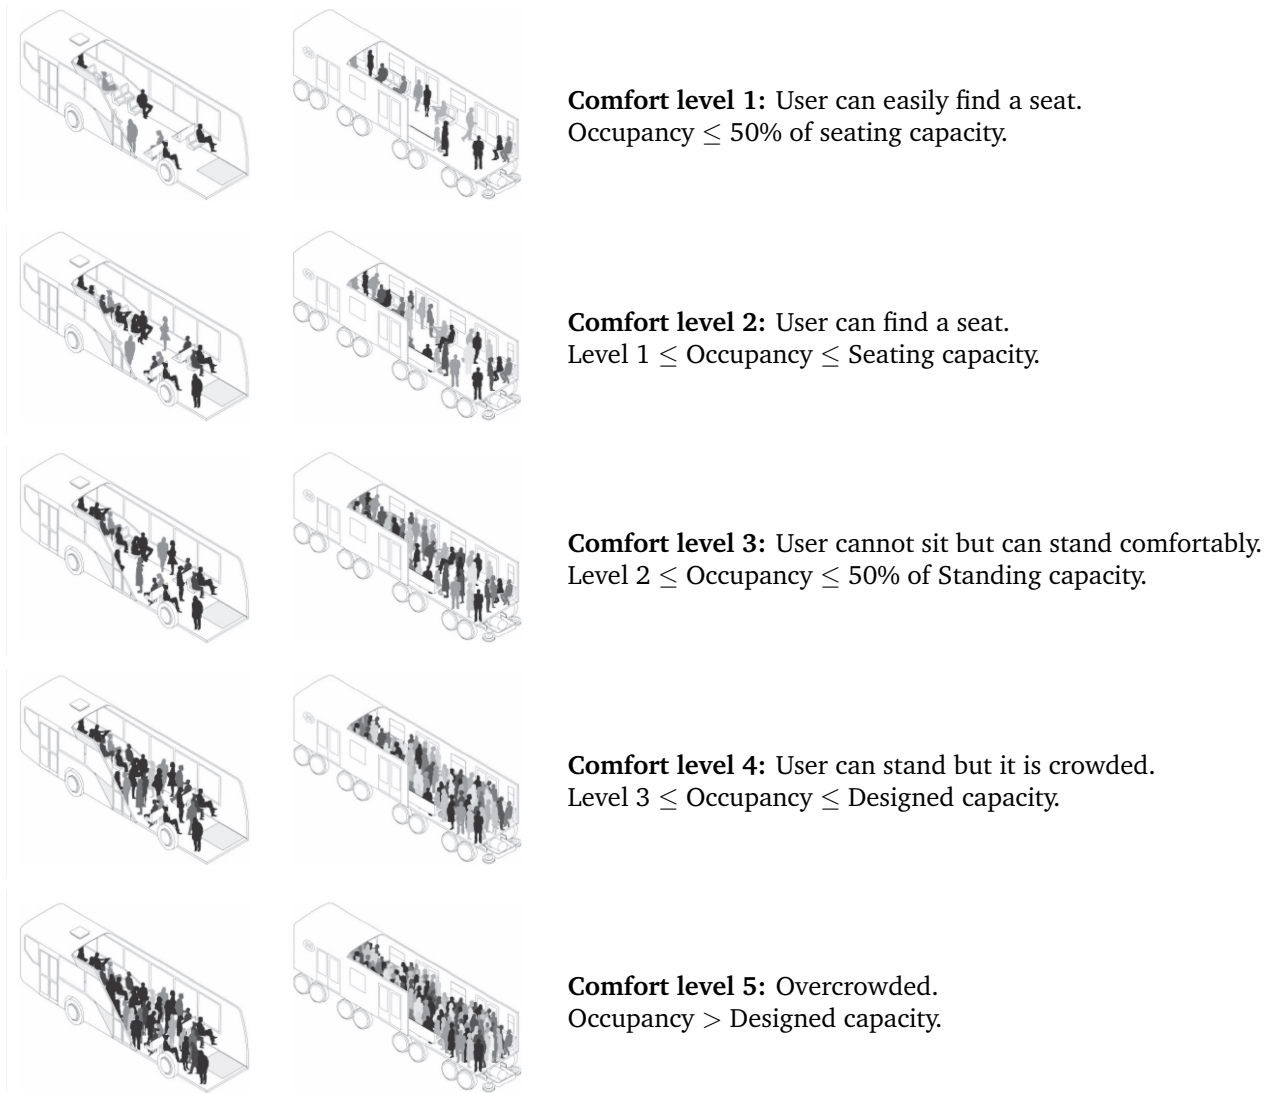 Comfort level 1: User can easily find a seat.
Occupancy ≤ 50% of seating capacity.
Comfort level 2: User can find a seat.
Level 1 ≤ Occupancy ≤ Seating capacity.
Comfort level 3: User cannot sit but can stand comfortably.
Level 2 ≤ Occupancy ≤ 50% of Standing capacity.
Comfort level 4: User can stand but it is crowded.
Level 3 ≤ Occupancy ≤ Designed capacity.
Comfort level 5: Overcrowded.
Occupancy > Designed capacity.